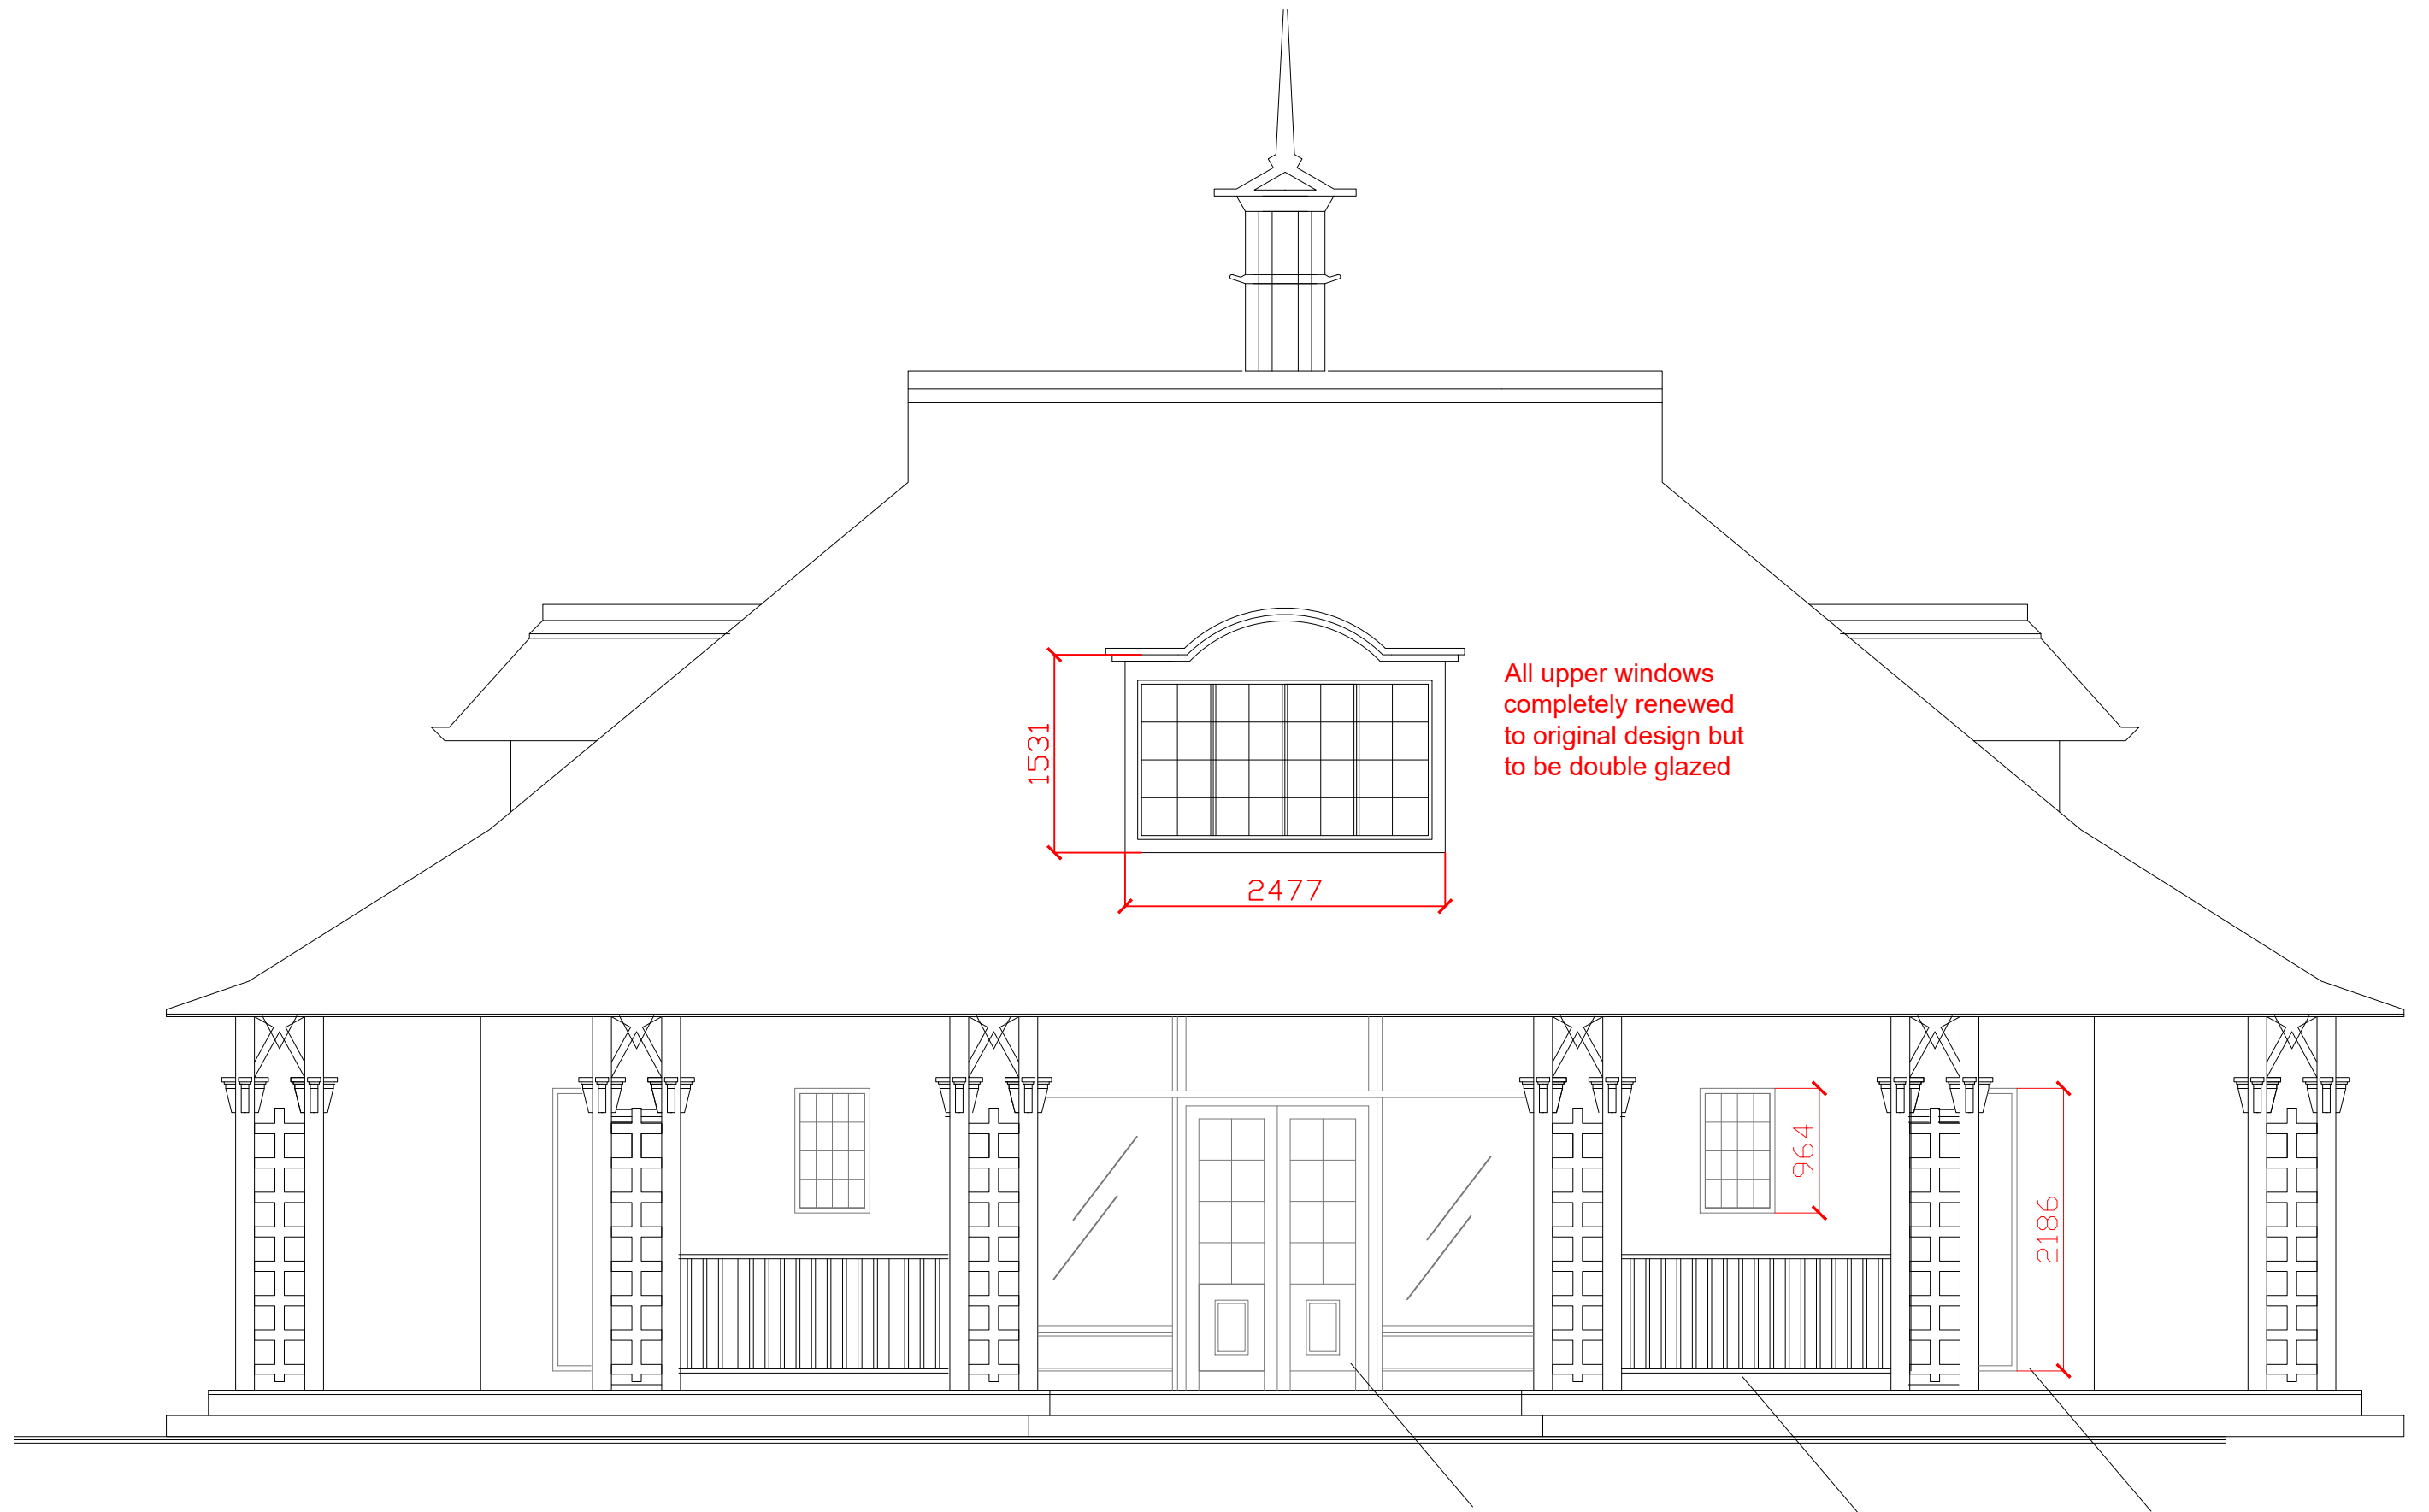 All upper windows
completely renewed
to original design but
to be double glazed
1531
2477
964
2186